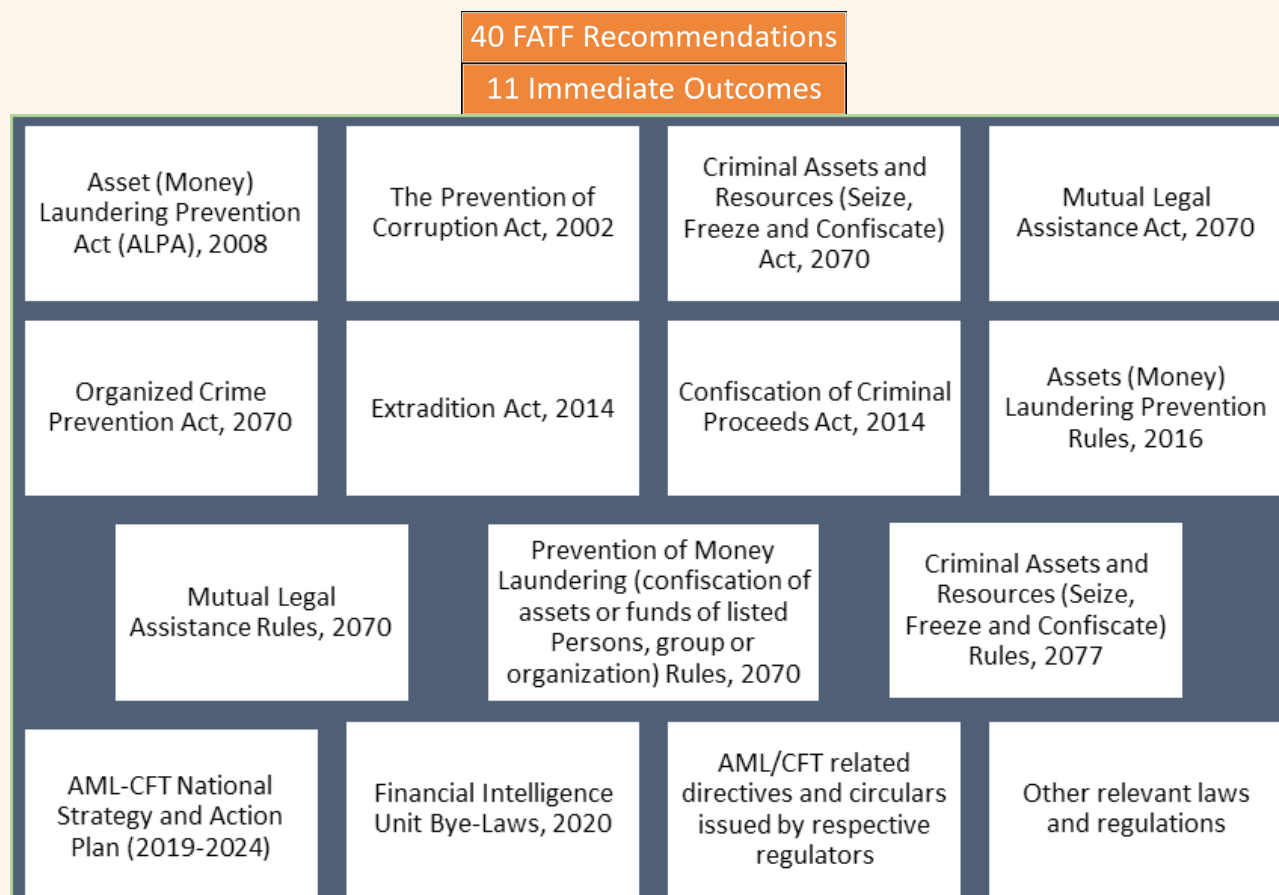 40 FATF Recommendations
11 Immediate Outcomes
Asset (Money)
Laundering Prevention
Act (ALPA), 2008
The Prevention of
Corruption Act, 2002
Criminal Assets and
Resources (Seize,
Freeze and Confiscate)
Act, 2070
Mutual Legal
Assistance Act, 2070
Organized Crime
Prevention Act, 2070
Extradition Act, 2014
Confiscation of Criminal
Proceeds Act, 2014
Assets (Money)
Laundering Prevention
Rules, 2016
Mutual Legal
Assistance Rules, 2070
Prevention of Money
Laundering (confiscation of
assets or funds of listed
Persons, group or
organization) Rules, 2070
Criminal Assets and
Resources (Seize,
Freeze and Confiscate)
Rules, 2077
AML-CFT National
Strategy and Action
Plan (2019-2024)
Financial Intelligence
Unit Bye-Laws, 2020
AML/CFT related
directives and circulars
issued by respective
regulators
Other relevant laws
and regulations